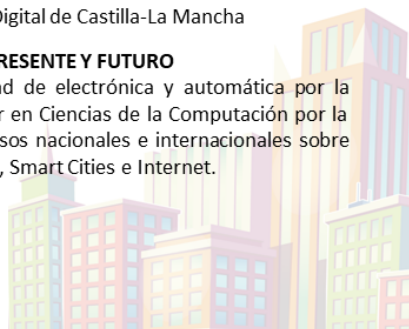 Digital de Castilla-La Mancha
RESENTE Y FUTURO
d de electrónica y automática por la
r en Ciencias de la Computación por la
sos nacionales e internacionales sobre
, Smart Cities e Internet.